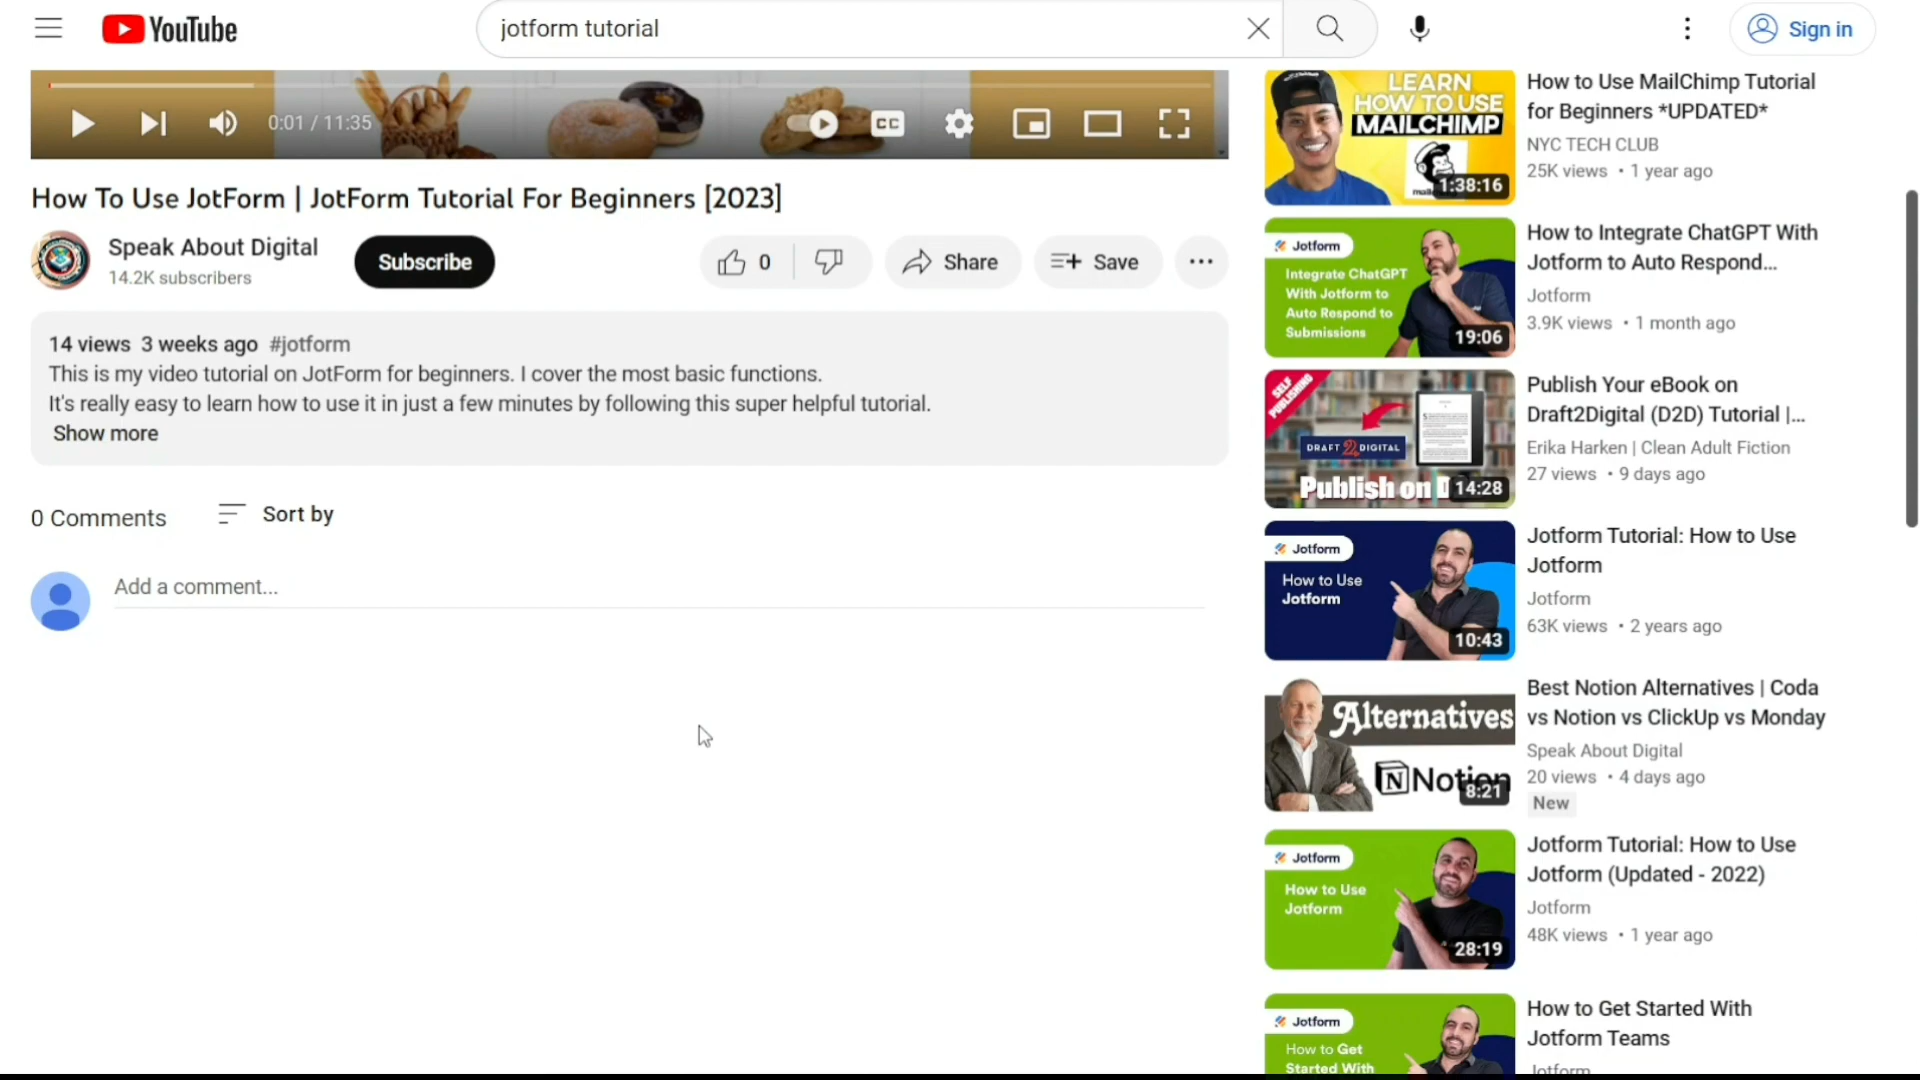 YouTube
jotform tutorial
Sign in
0:01 / 11:35
CC
How To Use JotForm | JotForm Tutorial For Beginners [2023]
Speak About Digital
14.2K subscribers
Subscribe
0
Share
Save
14 views 3 weeks ago #jotform
This is my video tutorial on JotForm for beginners. I cover the most basic functions.
It's really easy to learn how to use it in just a few minutes by following this super helpful tutorial.
Show more
0 Comments
Sort by
Add a comment...
LEARN
HOW TO USE
MAILCHIMP
1:38:16
How to Use MailChimp Tutorial
for Beginners *UPDATED*
NYC TECH CLUB
25K views • 1 year ago
Jotform
Integrate ChatGPT
With Jotform to
Auto Respond to
Submissions
19:06
How to Integrate ChatGPT With
Jotform to Auto Respond...
Jotform
3.9K views • 1 month ago
SELF
PUBLISHING
DRAFT 2 DIGITAL
Publish on D
14:28
Publish Your eBook on
Draft2Digital (D2D) Tutorial |...
Erika Harken | Clean Adult Fiction
27 views • 9 days ago
Jotform
How to Use
Jotform
10:43
Jotform Tutorial: How to Use
Jotform
Jotform
63K views • 2 years ago
Alternatives
Notion
8:21
Best Notion Alternatives | Coda
vs Notion vs ClickUp vs Monday
Speak About Digital
20 views • 4 days ago
New
Jotform
How to Use
Jotform
28:19
Jotform Tutorial: How to Use
Jotform (Updated - 2022)
Jotform
48K views • 1 year ago
Jotform
How to Get
Started With
How to Get Started With
Jotform Teams
Jotform